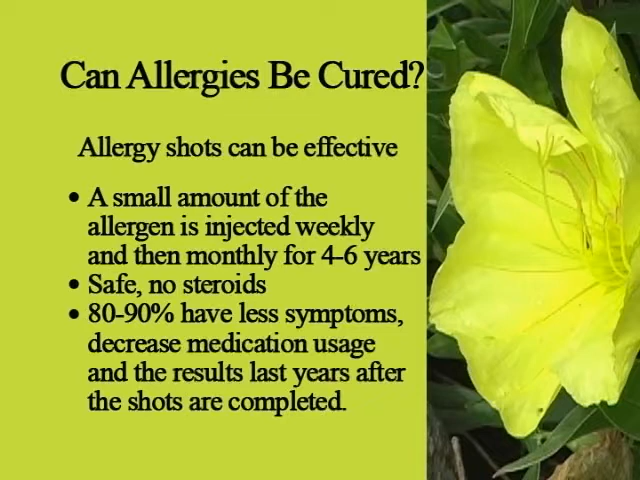 Can Allergies Be Cured?
Allergy shots can be effective
• A small amount of the
allergen is injected weekly
and then monthly for 4-6 years
• Safe, no steroids
• 80-90% have less symptoms,
decrease medication usage
and the results last years after
the shots are completed.